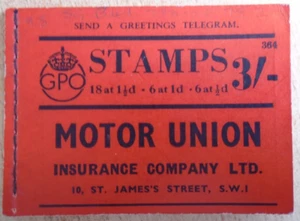 SEND A GREETINGS TELEGRAM.
364
GPO
STAMPS 3/-
18 at 1½d · 6 at 1d · 6 at ½d
MOTOR UNION
INSURANCE COMPANY LTD.
10, ST. JAMES'S STREET, S.W.1